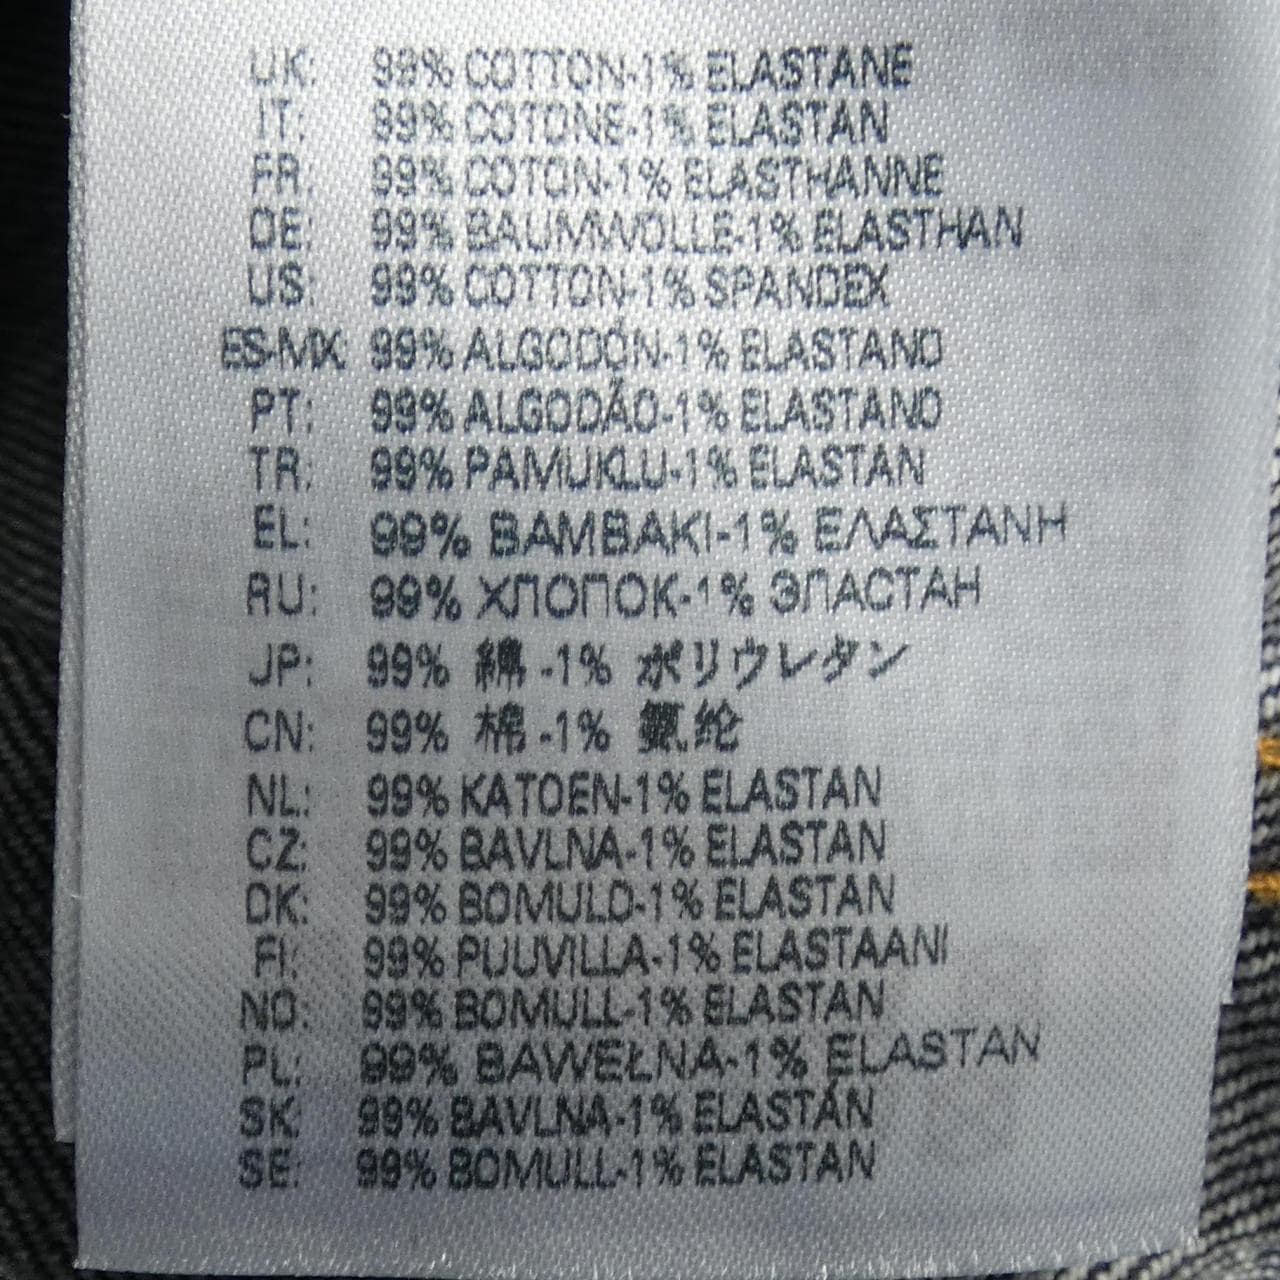 UK: 99% COTTON-1% ELASTANE
IT: 99% COTONE-1% ELASTAN
FR: 99% COTON-1% ELASTHANNE
DE: 99% BAUMWOLLE-1% ELASTHAN
US: 99% COTTON-1% SPANDEX
ES-MX: 99% ALGODÓN-1% ELASTANO
PT: 99% ALGODÃO-1% ELASTANO
TR: 99% PAMUKLU-1% ELASTAN
EL: 99% ΒΑΜΒΑΚΙ-1% ΕΛΑΣΤΑΝΗ
RU: 99% ХЛОПОК-1% ЭЛАСТАН
JP: 99% 綿 -1% ポリウレタン
CN: 99% 棉 -1% 氨纶
NL: 99% KATOEN-1% ELASTAN
CZ: 99% BAVLNA-1% ELASTAN
DK: 99% BOMULD-1% ELASTAN
FI: 99% PUUVILLA-1% ELASTAANI
NO: 99% BOMULL-1% ELASTAN
PL: 99% BAWEŁNA-1% ELASTAN
SK: 99% BAVLNA-1% ELASTÁN
SE: 99% BOMULL-1% ELASTAN